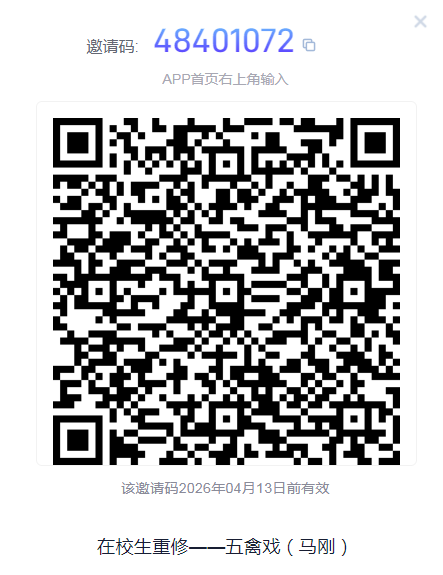 邀请码: 48401072
APP首页右上角输入
该邀请码2026年04月13日前有效
在校生重修——五禽戏（马刚）